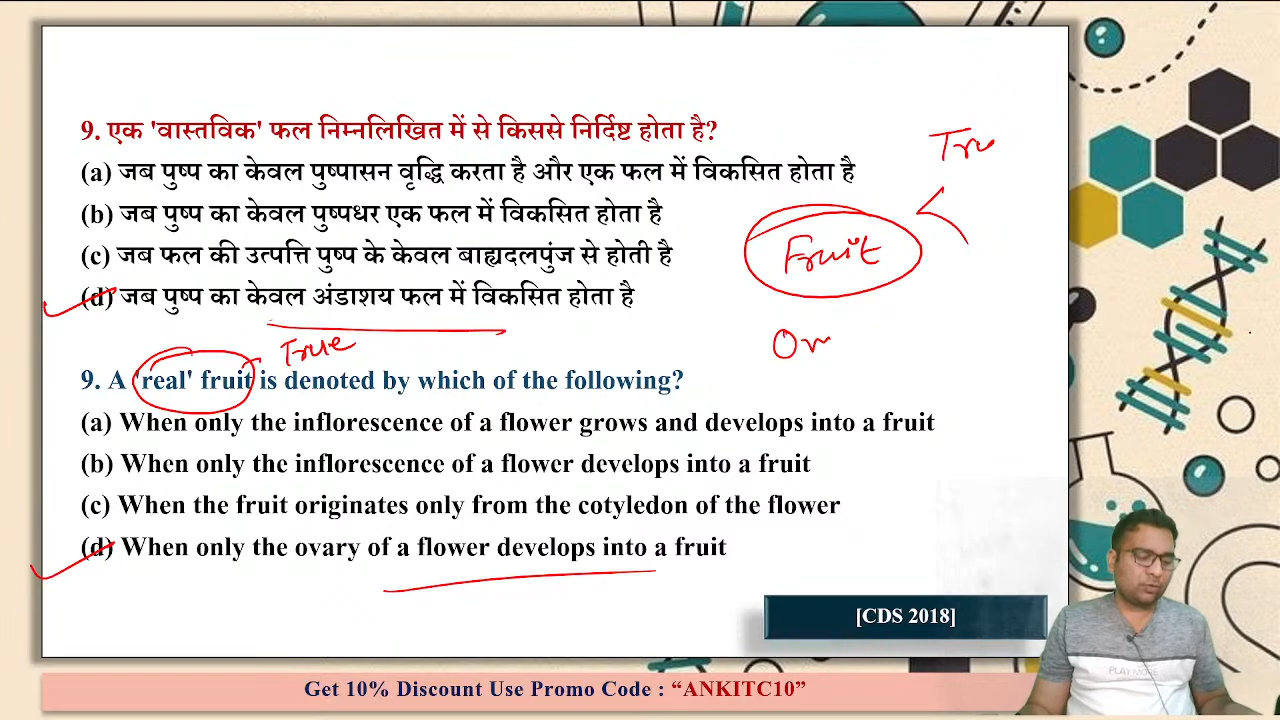 9. एक 'वास्तविक' फल निम्नलिखित में से किससे निर्दिष्ट होता है?
(a) जब पुष्प का केवल पुष्पासन वृद्धि करता है और एक फल में विकसित होता है
(b) जब पुष्प का केवल पुष्पधर एक फल में विकसित होता है
(c) जब फल की उत्पत्ति पुष्प के केवल बाह्यदलपुंज से होती है
(d) जब पुष्प का केवल अंडाशय फल में विकसित होता है
Tru
Fruit
Ov
True
9. A 'real' fruit is denoted by which of the following?
(a) When only the inflorescence of a flower grows and develops into a fruit
(b) When only the inflorescence of a flower develops into a fruit
(c) When the fruit originates only from the cotyledon of the flower
(d) When only the ovary of a flower develops into a fruit
[CDS 2018]
PLAY MORE
Get 10% Discount Use Promo Code : “ANKITC10”